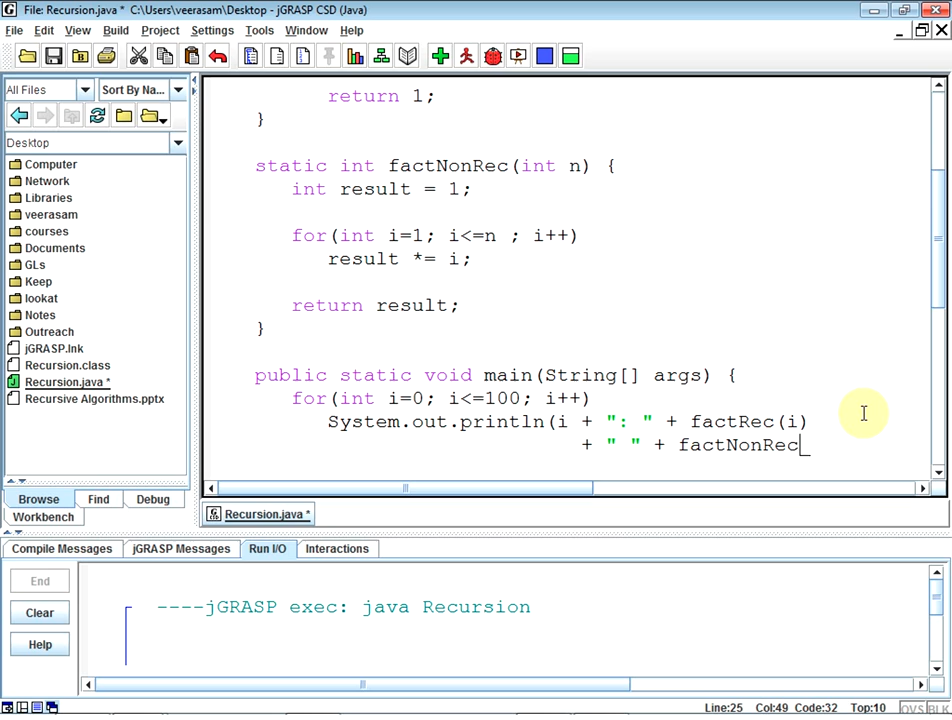 File: Recursion.java * C:\Users\veerasam\Desktop - jGRASP CSD (Java)
File Edit View Build Project Settings Tools Window Help
All Files Sort By Na...
Desktop
Computer
Network
Libraries
veerasam
courses
Documents
GLs
Keep
lookat
Notes
Outreach
jGRASP.lnk
Recursion.class
Recursion.java *
Recursive Algorithms.pptx
Browse Find Debug
Workbench
return 1;
}
static int factNonRec(int n) {
int result = 1;
for(int i=1; i<=n ; i++)
result *= i;
return result;
}
public static void main(String[] args) {
for(int i=0; i<=100; i++)
System.out.println(i + ": " + factRec(i)
+ " " + factNonRec
Recursion.java *
Compile Messages jGRASP Messages Run I/O Interactions
End
Clear
Help
----jGRASP exec: java Recursion
Line:25 Col:49 Code:32 Top:10 OVS BLK